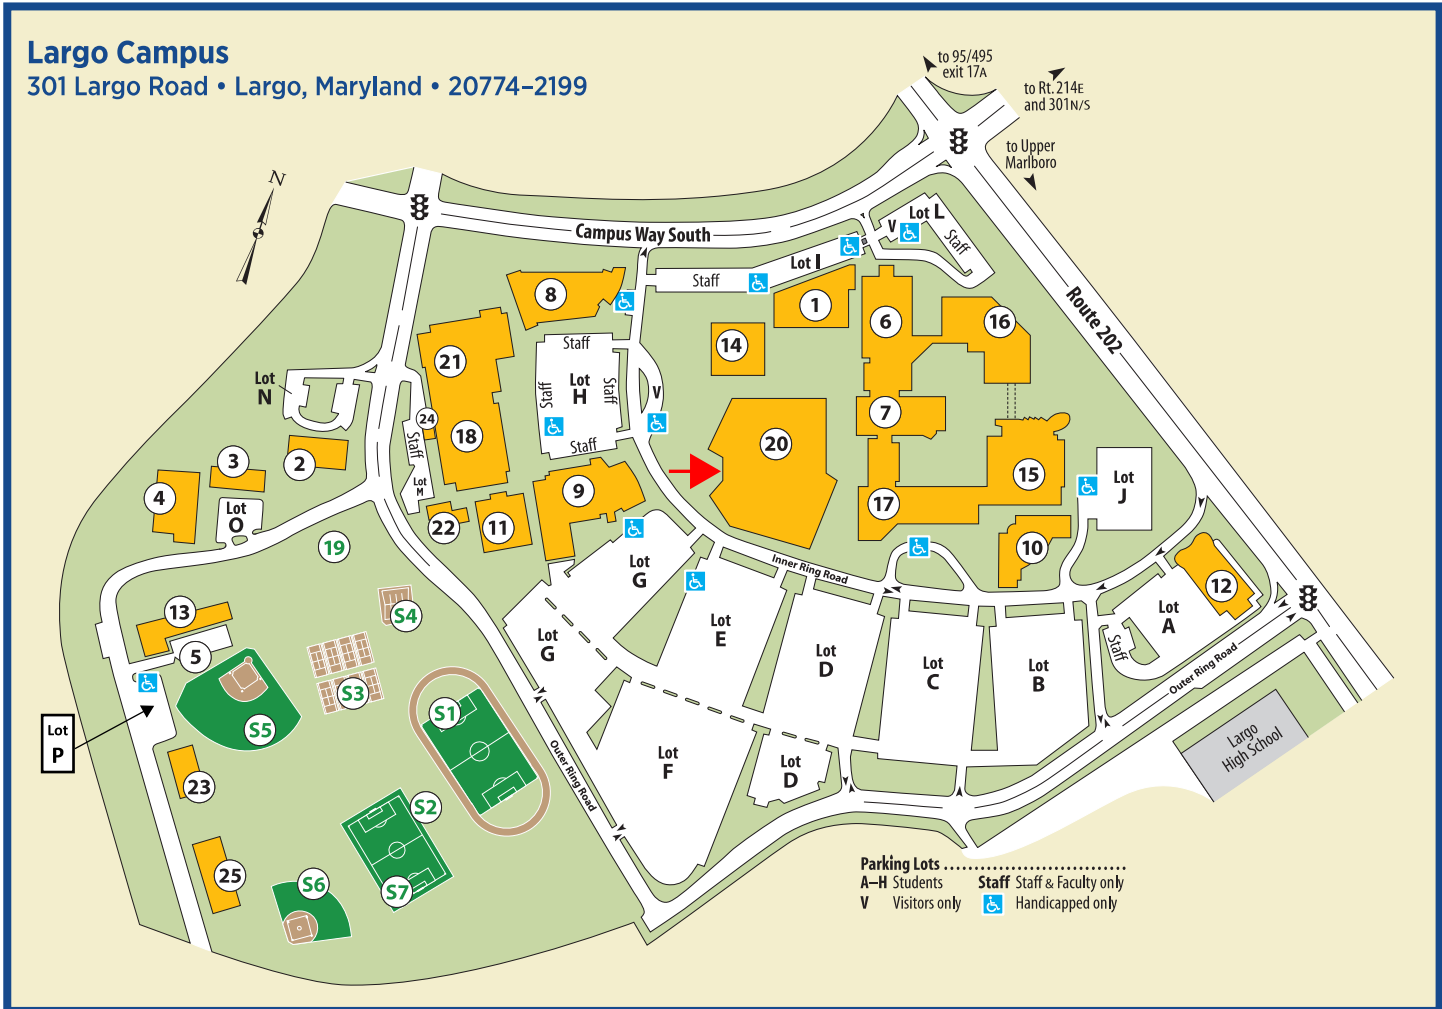 Largo Campus
301 Largo Road • Largo, Maryland • 20774–2199
to 95/495
exit 17A
to Rt. 214E
and 301N/S
to Upper
Marlboro
N
Campus Way South
Route 202
Lot L
V
Staff
Lot I
Staff
8
1
6
16
14
21
Staff
Lot
H
Staff
Staff
Staff
V
Lot
N
24
18
Staff
Lot
M
7
20
15
Lot
J
3
2
4
9
17
Lot
O
22
11
10
19
Inner Ring Road
Lot
G
12
Lot
A
Staff
13
S4
5
Lot
G
Lot
E
Lot
D
Lot
C
Lot
B
Outer Ring Road
S3
S1
S5
Lot
P
Largo
High School
Lot
F
Lot
D
Outer Ring Road
23
S2
25
S6
S7
Parking Lots
A–H Students
V Visitors only
Staff Staff & Faculty only
Handicapped only